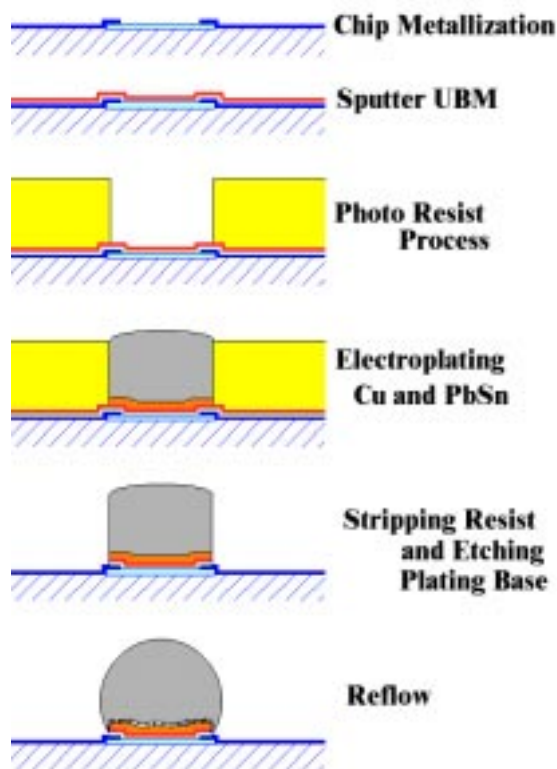 Chip Metallization
Sputter UBM
Photo Resist
Process
Electroplating
Cu and PbSn
Stripping Resist
and Etching
Plating Base
Reflow